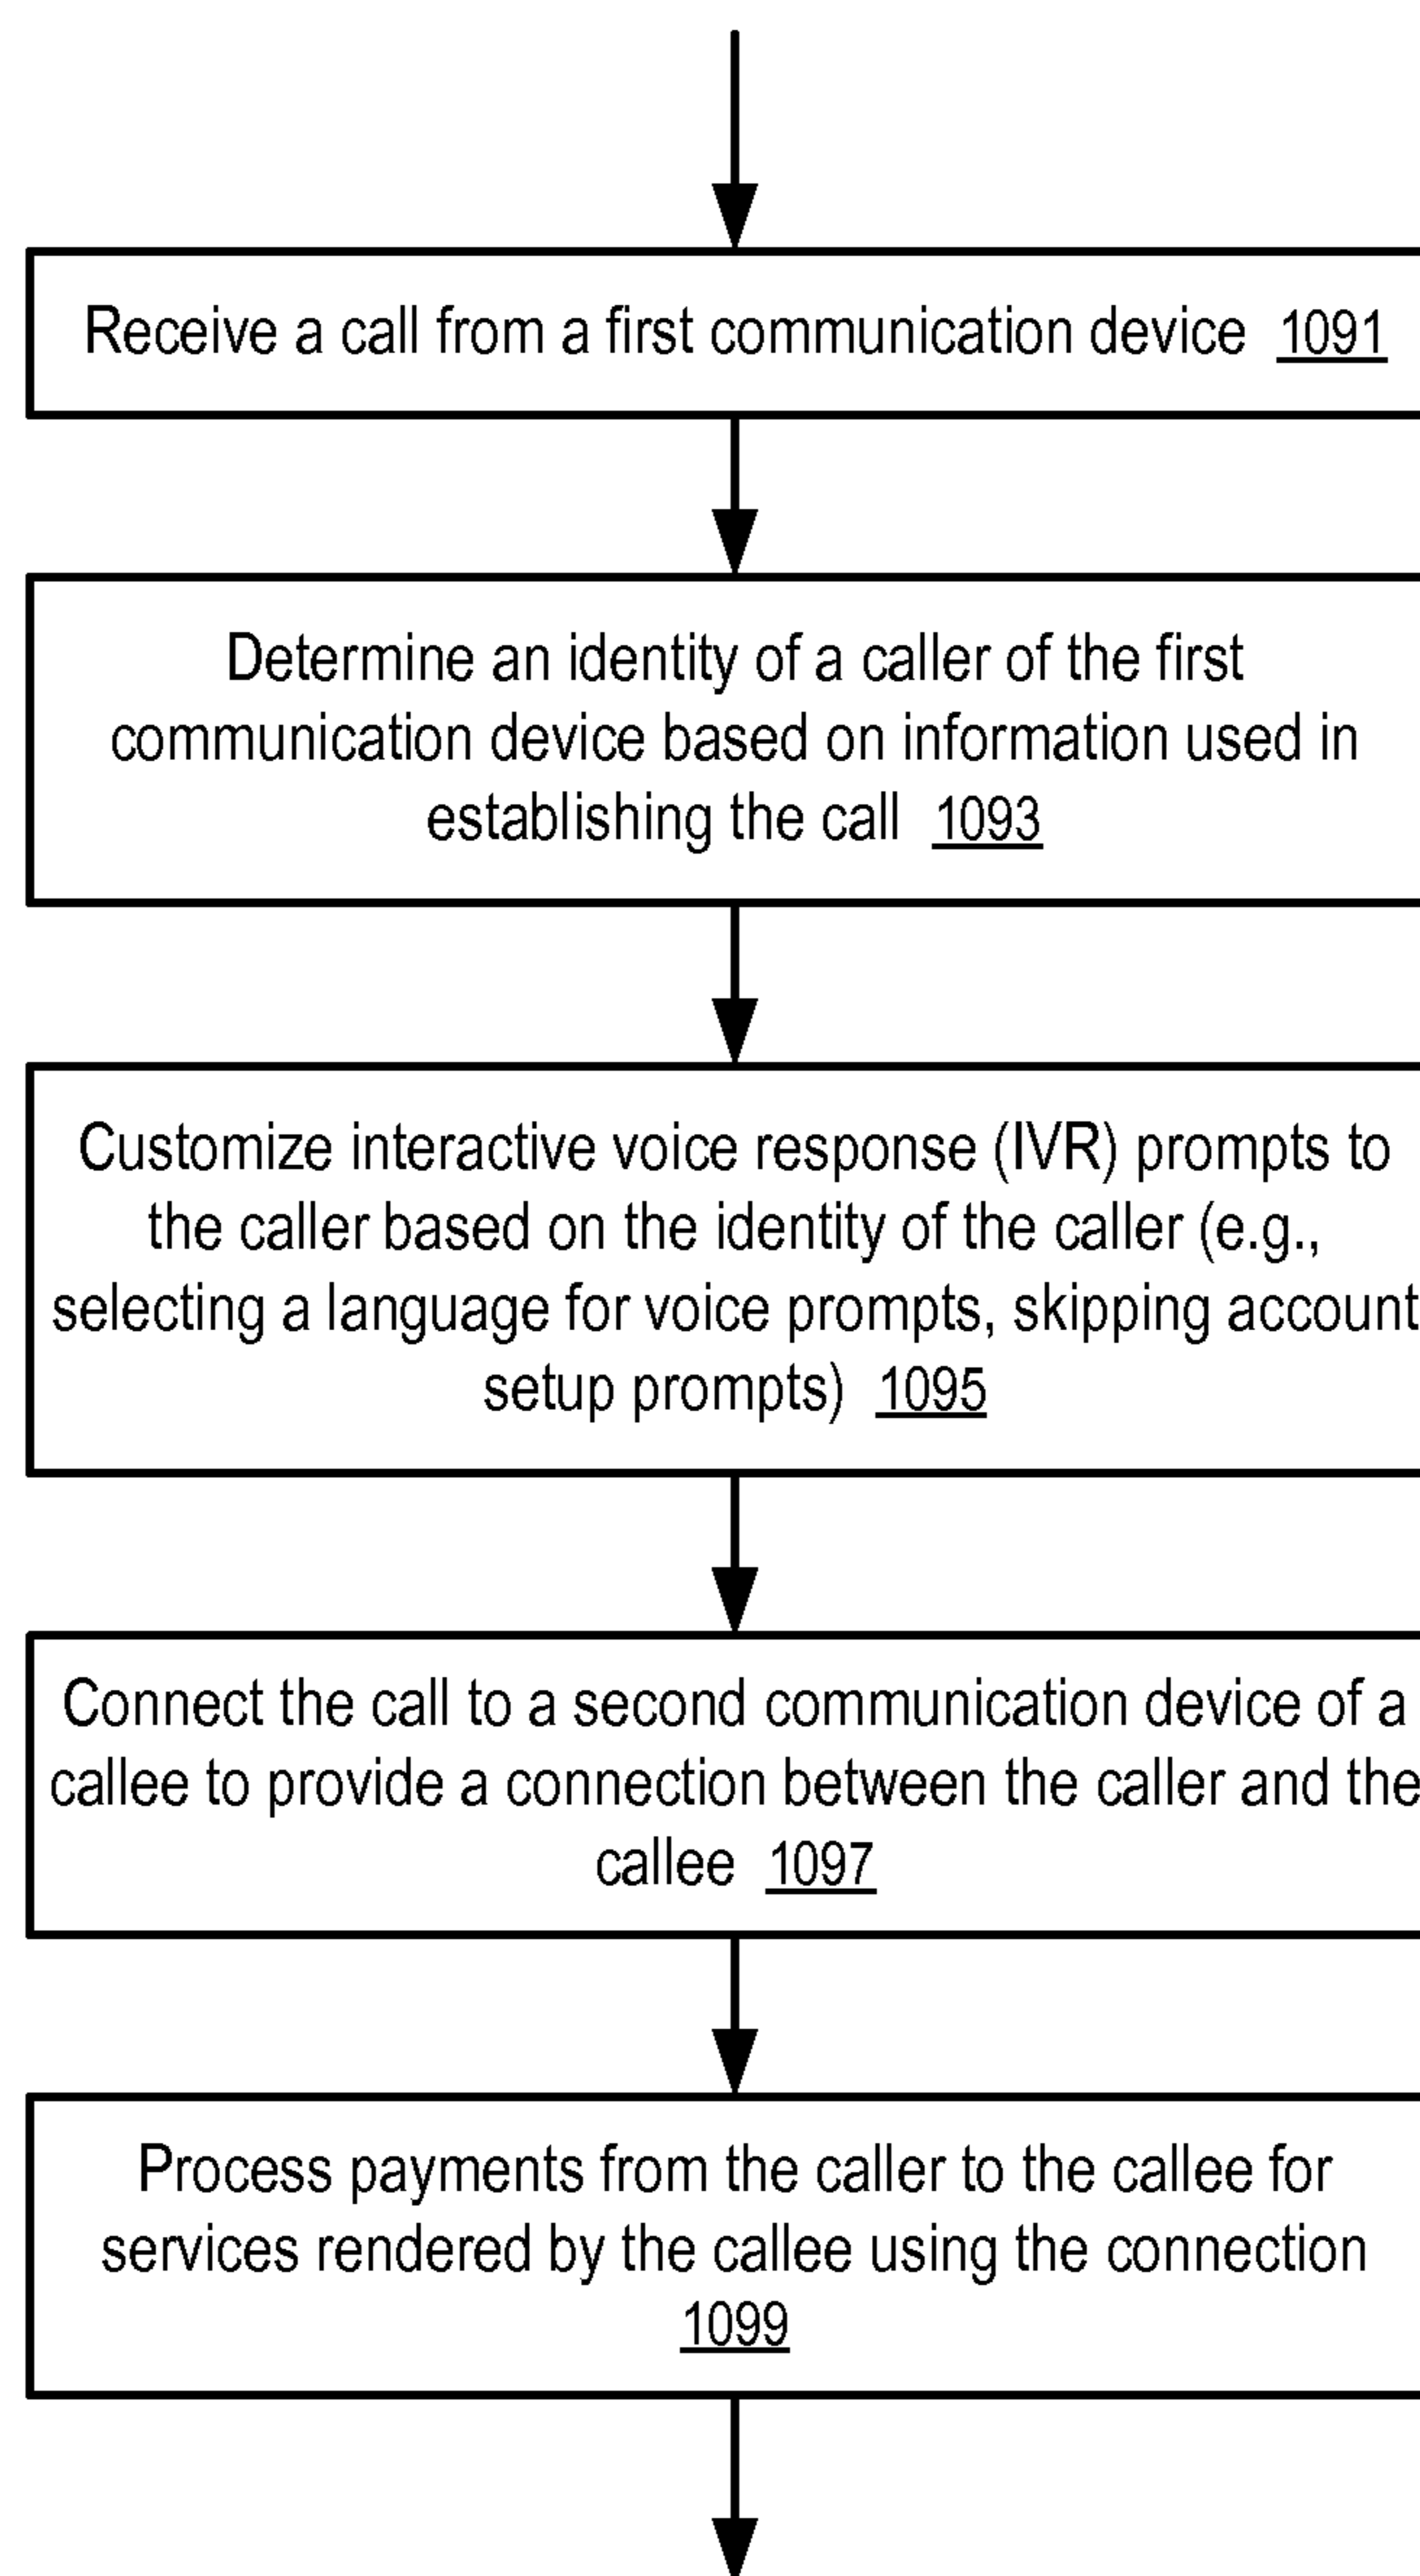 Receive a call from a first communication device 1091
Determine an identity of a caller of the first
communication device based on information used in
establishing the call 1093
Customize interactive voice response (IVR) prompts to
the caller based on the identity of the caller (e.g.,
selecting a language for voice prompts, skipping account
setup prompts) 1095
Connect the call to a second communication device of a
callee to provide a connection between the caller and the
callee 1097
Process payments from the caller to the callee for
services rendered by the callee using the connection
1099